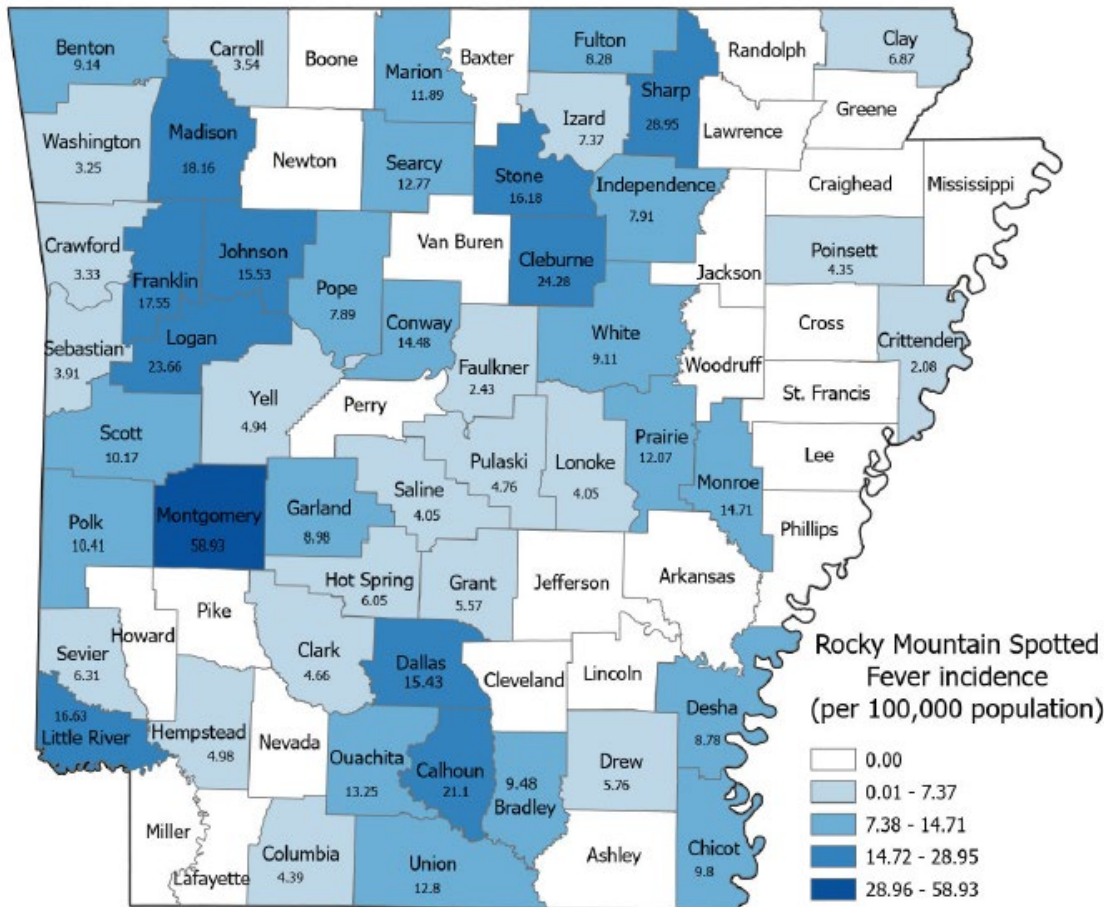 Benton
9.14
Carroll
3.54
Boone
Marion
11.89
Baxter
Fulton
8.28
Sharp
28.95
Randolph
Clay
6.87
Greene
Lawrence
Izard
7.37
Washington
3.25
Madison
18.16
Newton
Searcy
12.77
Stone
16.18
Independence
7.91
Craighead
Mississippi
Crawford
3.33
Franklin
17.55
Johnson
15.53
Pope
7.89
Van Buren
Cleburne
24.28
Jackson
Poinsett
4.35
Sebastian
3.91
Logan
23.66
Conway
14.48
White
9.11
Woodruff
Cross
Crittenden
2.08
Faulkner
2.43
Yell
4.94
Perry
St. Francis
Scott
10.17
Pulaski
4.76
Lonoke
4.05
Prairie
12.07
Monroe
14.71
Lee
Saline
4.05
Polk
10.41
Montgomery
58.93
Garland
8.98
Phillips
Hot Spring
6.05
Grant
5.57
Jefferson
Arkansas
Howard
Pike
Sevier
6.31
Clark
4.66
Dallas
15.43
Cleveland
Lincoln
Desha
8.78
16.63
Little River
Hempstead
4.98
Nevada
Ouachita
13.25
Calhoun
21.1
9.48
Bradley
Drew
5.76
Miller
Lafayette
Columbia
4.39
Union
12.8
Ashley
Chicot
9.8
Rocky Mountain Spotted
Fever incidence
(per 100,000 population)
0.00
0.01 - 7.37
7.38 - 14.71
14.72 - 28.95
28.96 - 58.93